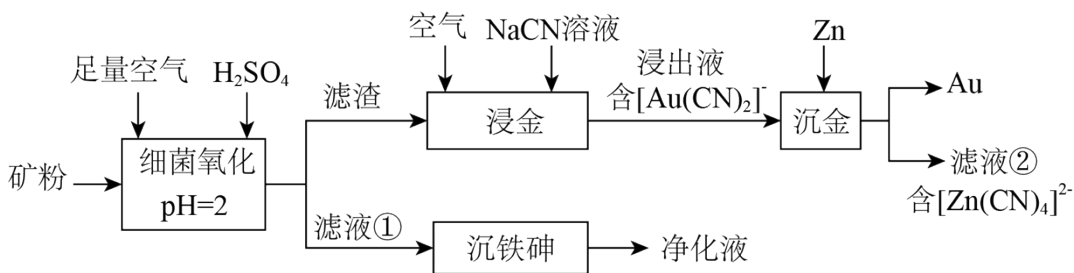 空气
NaCN溶液
Zn
足量空气
H₂SO₄
滤渣
浸出液
含[Au(CN)₂]⁻
Au
浸金
沉金
矿粉
细菌氧化
pH=2
滤液②
含[Zn(CN)₄]²⁻
滤液①
沉铁砷
净化液